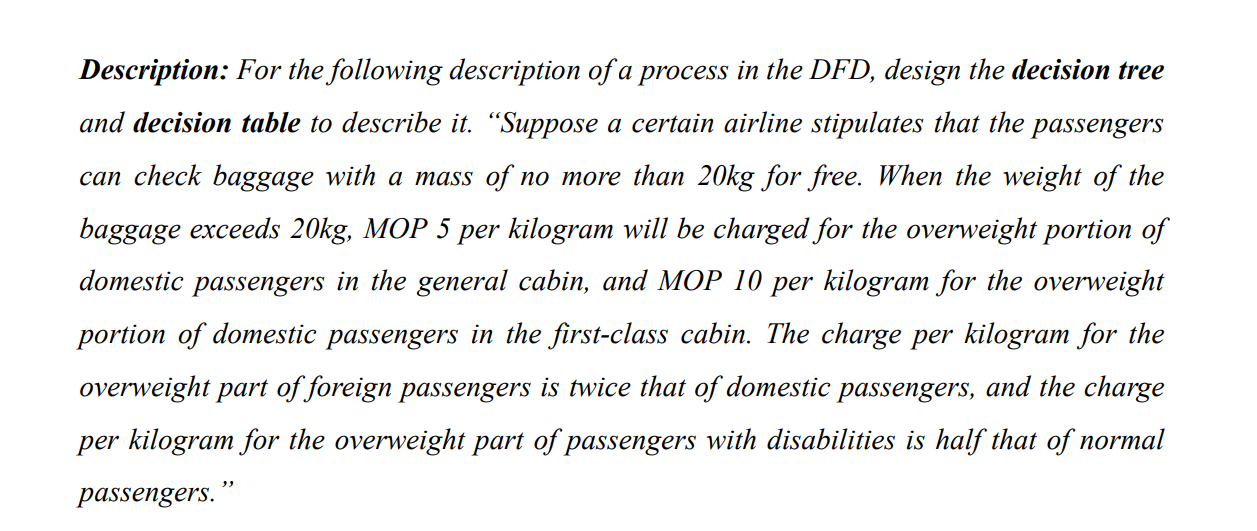 Description: For the following description of a process in the DFD, design the decision tree
and decision table to describe it. “Suppose a certain airline stipulates that the passengers
can check baggage with a mass of no more than 20kg for free. When the weight of the
baggage exceeds 20kg, MOP 5 per kilogram will be charged for the overweight portion of
domestic passengers in the general cabin, and MOP 10 per kilogram for the overweight
portion of domestic passengers in the first-class cabin. The charge per kilogram for the
overweight part of foreign passengers is twice that of domestic passengers, and the charge
per kilogram for the overweight part of passengers with disabilities is half that of normal
passengers.”